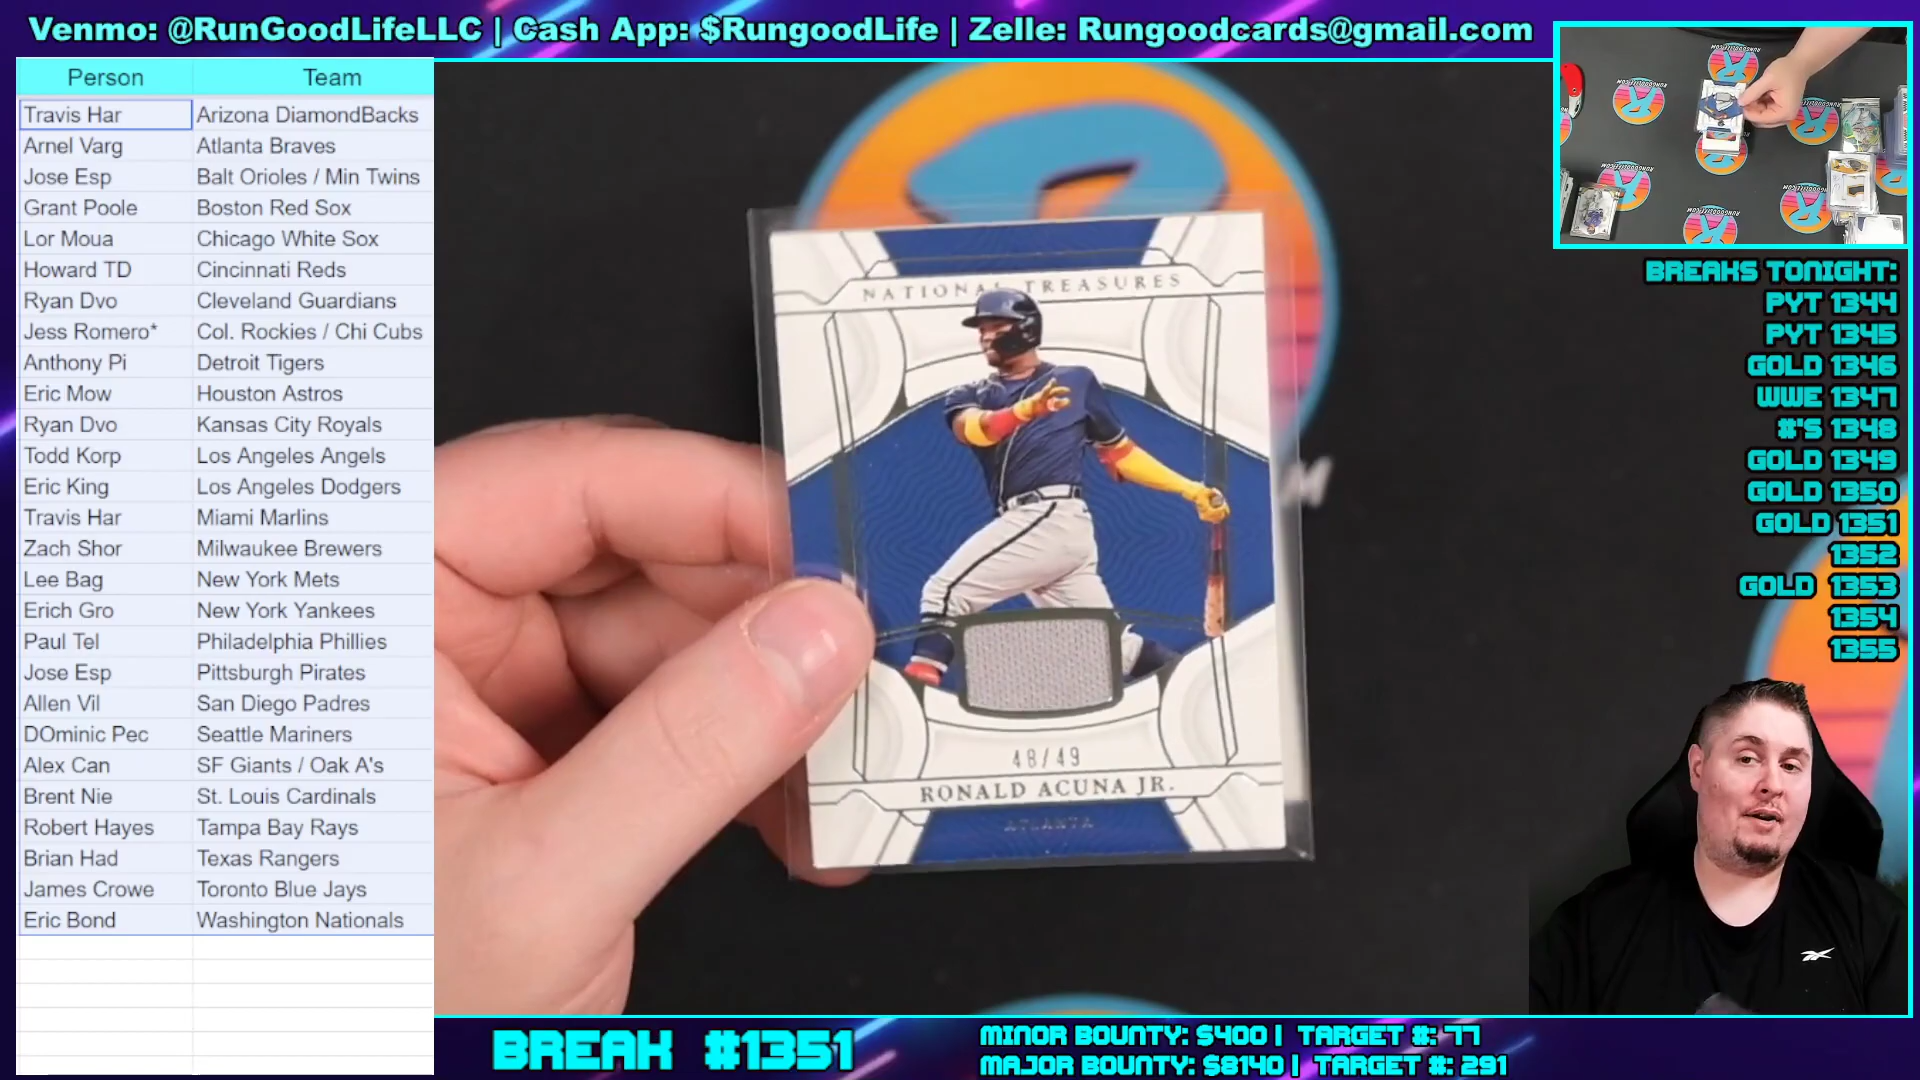 Venmo: @RunGoodLifeLLC | Cash App: $RungoodLife | Zelle: Rungoodcards@gmail.com
Person Team
Travis Har Arizona DiamondBacks
Arnel Varg Atlanta Braves
Jose Esp Balt Orioles / Min Twins
Grant Poole Boston Red Sox
Lor Moua Chicago White Sox
Howard TD Cincinnati Reds
Ryan Dvo Cleveland Guardians
Jess Romero* Col. Rockies / Chi Cubs
Anthony Pi Detroit Tigers
Eric Mow Houston Astros
Ryan Dvo Kansas City Royals
Todd Korp Los Angeles Angels
Eric King Los Angeles Dodgers
Travis Har Miami Marlins
Zach Shor Milwaukee Brewers
Lee Bag New York Mets
Erich Gro New York Yankees
Paul Tel Philadelphia Phillies
Jose Esp Pittsburgh Pirates
Allen Vil San Diego Padres
DOminic Pec Seattle Mariners
Alex Can SF Giants / Oak A's
Brent Nie St. Louis Cardinals
Robert Hayes Tampa Bay Rays
Brian Had Texas Rangers
James Crowe Toronto Blue Jays
Eric Bond Washington Nationals
NATIONAL TREASURES
48/49
RONALD ACUNA JR.
ATLANTA
BREAKS TONIGHT:
PYT 1344
PYT 1345
GOLD 1346
WWE 1347
#'S 1348
GOLD 1349
GOLD 1350
GOLD 1351
1352
GOLD 1353
1354
1355
BREAK #1351
MINOR BOUNTY: $400 | TARGET #: 77
MAJOR BOUNTY: $8140 | TARGET #: 291